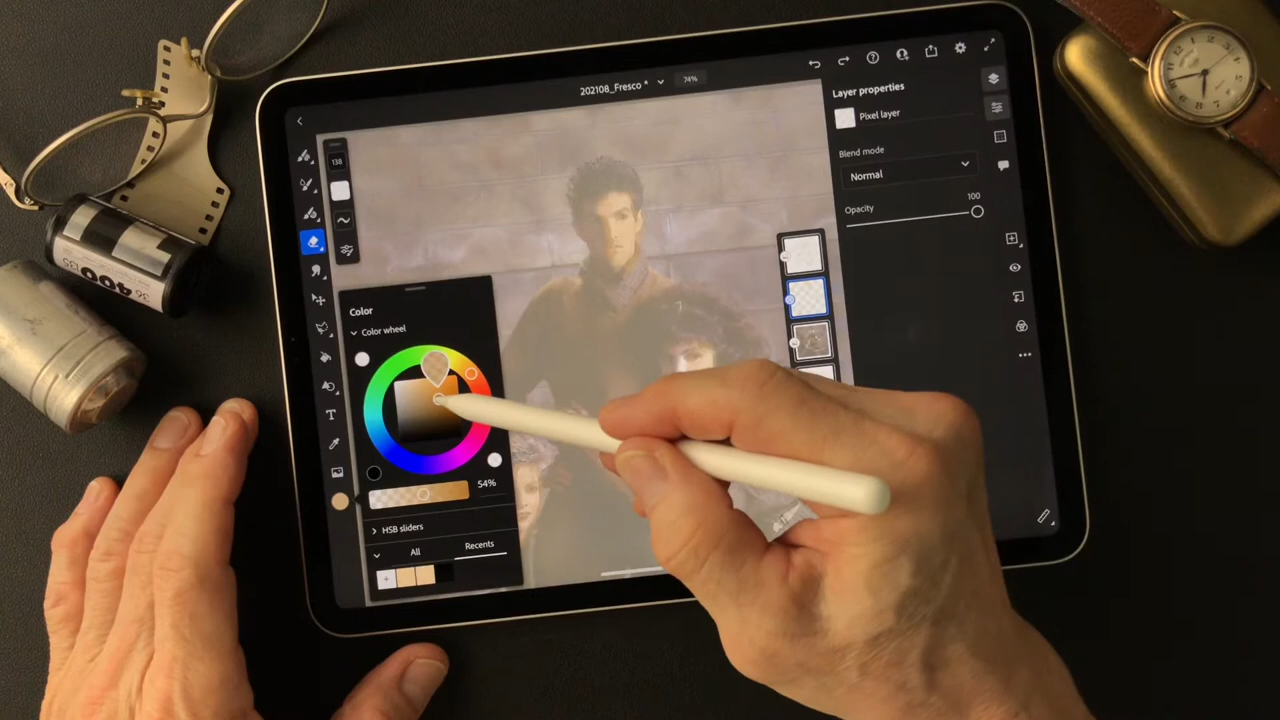 202108_Fresco *
74%
Layer properties
Pixel layer
Blend mode
Normal
Opacity
100
138
Color
Color wheel
54%
HSB sliders
All
Recents
T
400
36